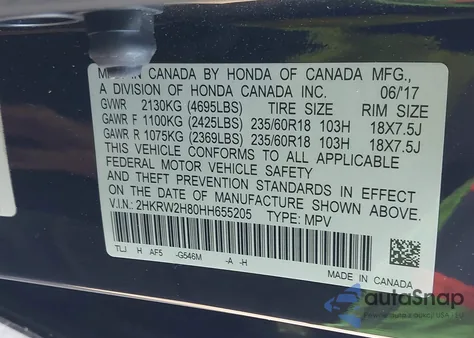 MFD. IN CANADA BY HONDA OF CANADA MFG.,
A DIVISION OF HONDA CANADA INC. 06/'17
GVWR 2130KG (4695LBS) TIRE SIZE RIM SIZE
GAWR F 1100KG (2425LBS) 235/60R18 103H 18X7.5J
GAWR R 1075KG (2369LBS) 235/60R18 103H 18X7.5J
THIS VEHICLE CONFORMS TO ALL APPLICABLE
FEDERAL MOTOR VEHICLE SAFETY
AND THEFT PREVENTION STANDARDS IN EFFECT ON
THE DATE OF MANUFACTURE SHOWN ABOVE.
V.I.N.: 2HKRW2H80HH655205 TYPE: MPV
TLJ H AF5 -G546M -A -H
MADE IN CANADA
autoSnap